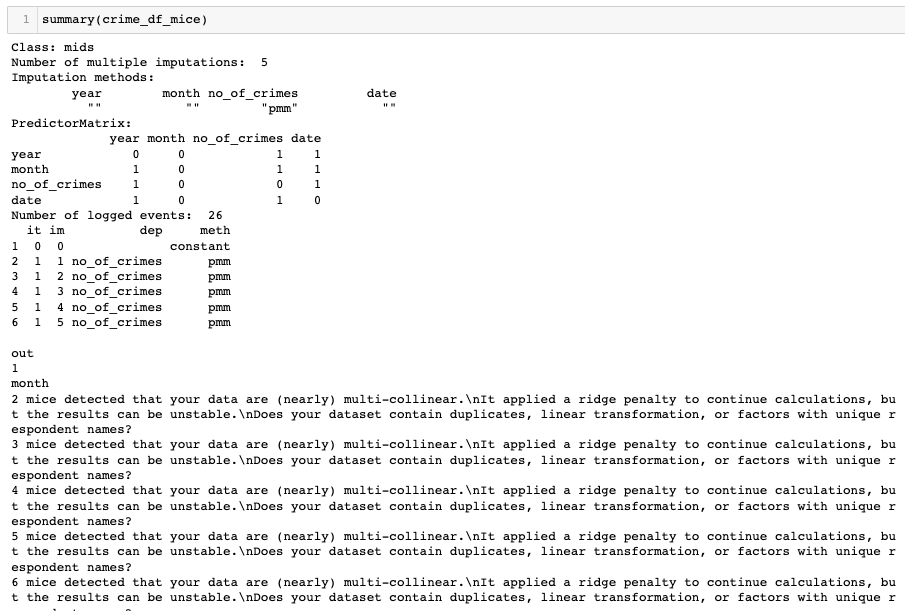 1 summary(crime_df_mice)
Class: mids
Number of multiple imputations:  5
Imputation methods:
        year        month no_of_crimes         date
          ""           ""        "pmm"           ""
PredictorMatrix:
             year month no_of_crimes date
year            0     0            1    1
month           1     0            1    1
no_of_crimes    1     0            0    1
date            1     0            1    0
Number of logged events:  26
  it im          dep     meth
1  0  0              constant
2  1  1 no_of_crimes      pmm
3  1  2 no_of_crimes      pmm
4  1  3 no_of_crimes      pmm
5  1  4 no_of_crimes      pmm
6  1  5 no_of_crimes      pmm
out
1
month
2 mice detected that your data are (nearly) multi-collinear.\nIt applied a ridge penalty to continue calculations, bu
t the results can be unstable.\nDoes your dataset contain duplicates, linear transformation, or factors with unique r
espondent names?
3 mice detected that your data are (nearly) multi-collinear.\nIt applied a ridge penalty to continue calculations, bu
t the results can be unstable.\nDoes your dataset contain duplicates, linear transformation, or factors with unique r
espondent names?
4 mice detected that your data are (nearly) multi-collinear.\nIt applied a ridge penalty to continue calculations, bu
t the results can be unstable.\nDoes your dataset contain duplicates, linear transformation, or factors with unique r
espondent names?
5 mice detected that your data are (nearly) multi-collinear.\nIt applied a ridge penalty to continue calculations, bu
t the results can be unstable.\nDoes your dataset contain duplicates, linear transformation, or factors with unique r
espondent names?
6 mice detected that your data are (nearly) multi-collinear.\nIt applied a ridge penalty to continue calculations, bu
t the results can be unstable.\nDoes your dataset contain duplicates, linear transformation, or factors with unique r